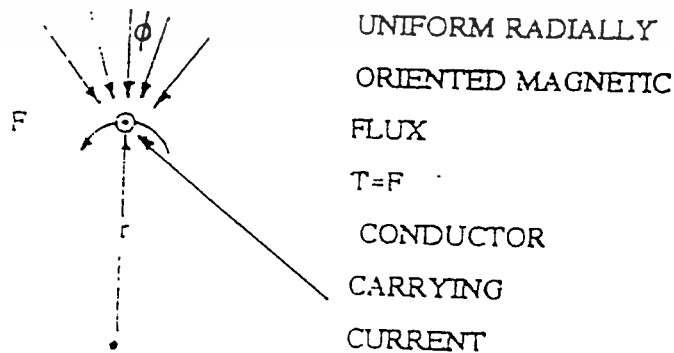 ϕ
F
r
UNIFORM RADIALLY
ORIENTED MAGNETIC
FLUX
T=F
CONDUCTOR
CARRYING
CURRENT